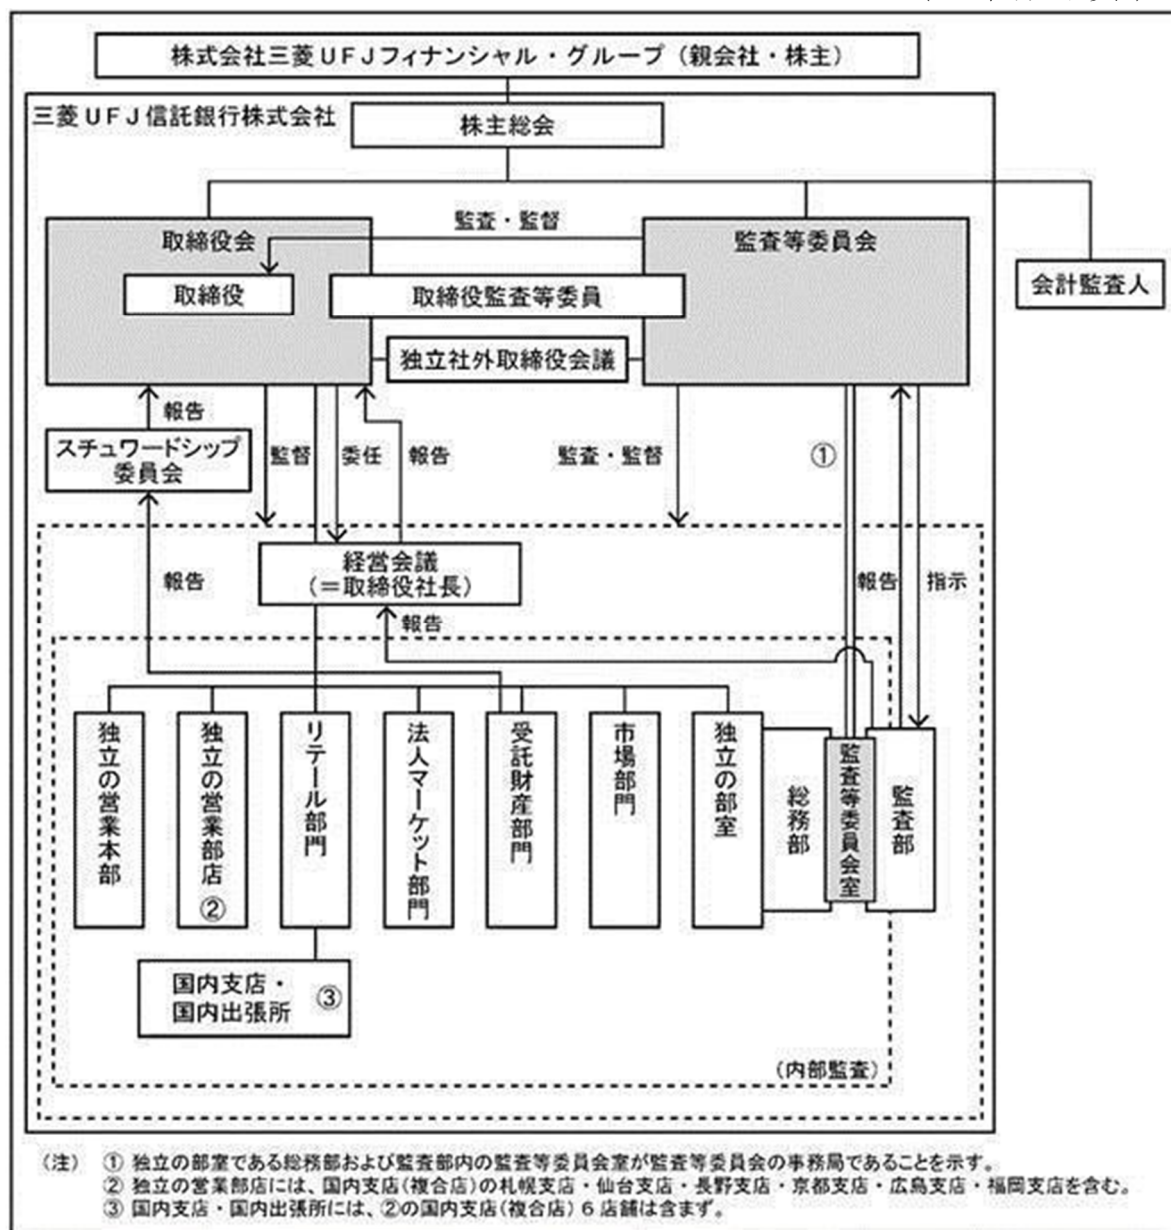 株式会社三菱ＵＦＪフィナンシャル・グループ（親会社・株主）
三菱ＵＦＪ信託銀行株式会社
株主総会
監査・監督
取締役会
監査等委員会
取締役
取締役監査等委員
会計監査人
独立社外取締役会議
報告
スチュワードシップ
委員会
監督
委任
報告
監査・監督
①
経営会議
（＝取締役社長）
報告
報告
指示
報告
独立の営業本部
独立の営業部店②
リテール部門
法人マーケット部門
受託財産部門
市場部門
独立の部室
総務部
監査等委員会室
監査部
国内支店・
国内出張所
③
（内部監査）
（注） ① 独立の部室である総務部および監査部内の監査等委員会室が監査等委員会の事務局であることを示す。
② 独立の営業部店には、国内支店（複合店）の札幌支店・仙台支店・長野支店・京都支店・広島支店・福岡支店を含む。
③ 国内支店・国内出張所には、②の国内支店（複合店）６店舗は含まず。